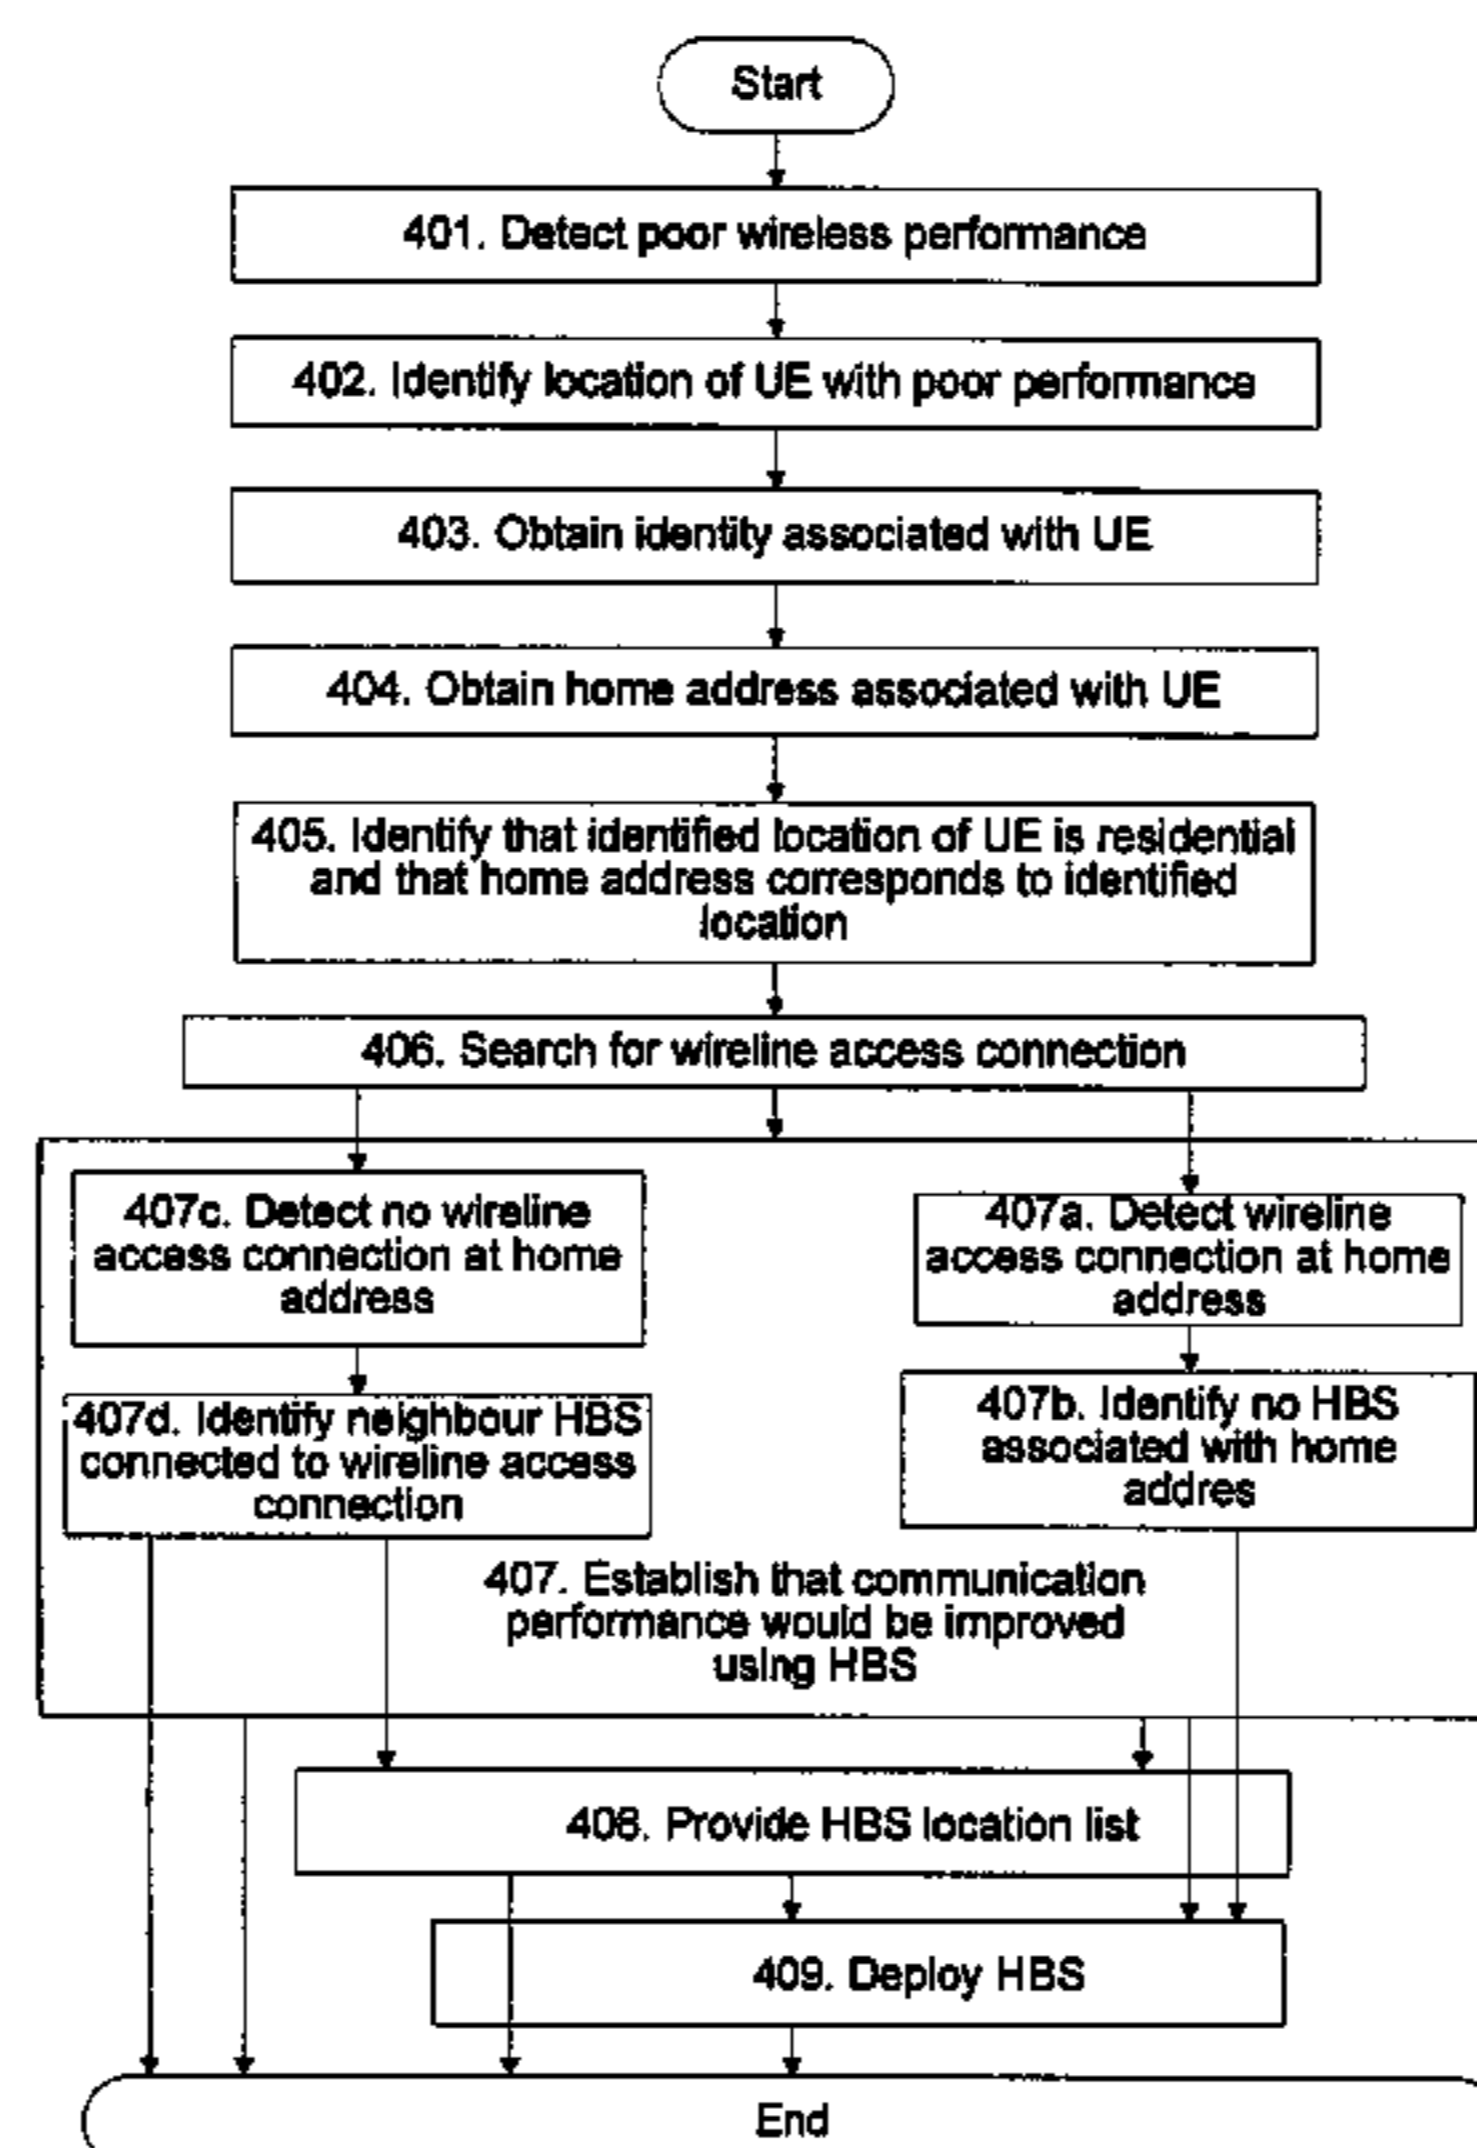 Start
401. Detect poor wireless performance
402. Identify location of UE with poor performance
403. Obtain identity associated with UE
404. Obtain home address associated with UE
405. Identify that identified location of UE is residential
and that home address corresponds to identified
location
406. Search for wireline access connection
407c. Detect no wireline
access connection at home
address
407a. Detect wireline
access connection at home
address
407d. Identify neighbour HBS
connected to wireline access
connection
407b. Identify no HBS
associated with home
addres
407. Establish that communication
performance would be improved
using HBS
408. Provide HBS location list
409. Deploy HBS
End